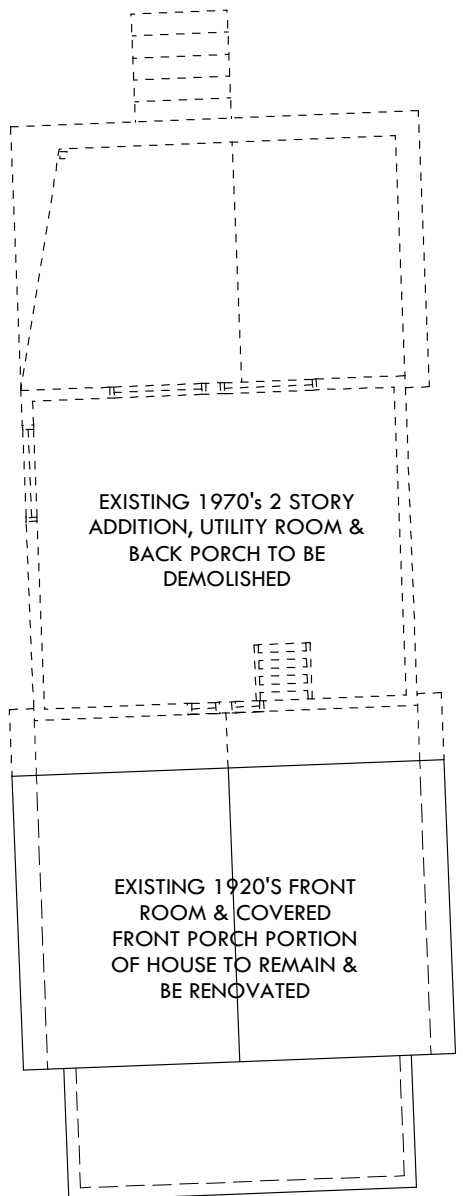 EXISTING 1970's 2 STORY
ADDITION, UTILITY ROOM &
BACK PORCH TO BE
DEMOLISHED
EXISTING 1920'S FRONT
ROOM & COVERED
FRONT PORCH PORTION
OF HOUSE TO REMAIN &
BE RENOVATED